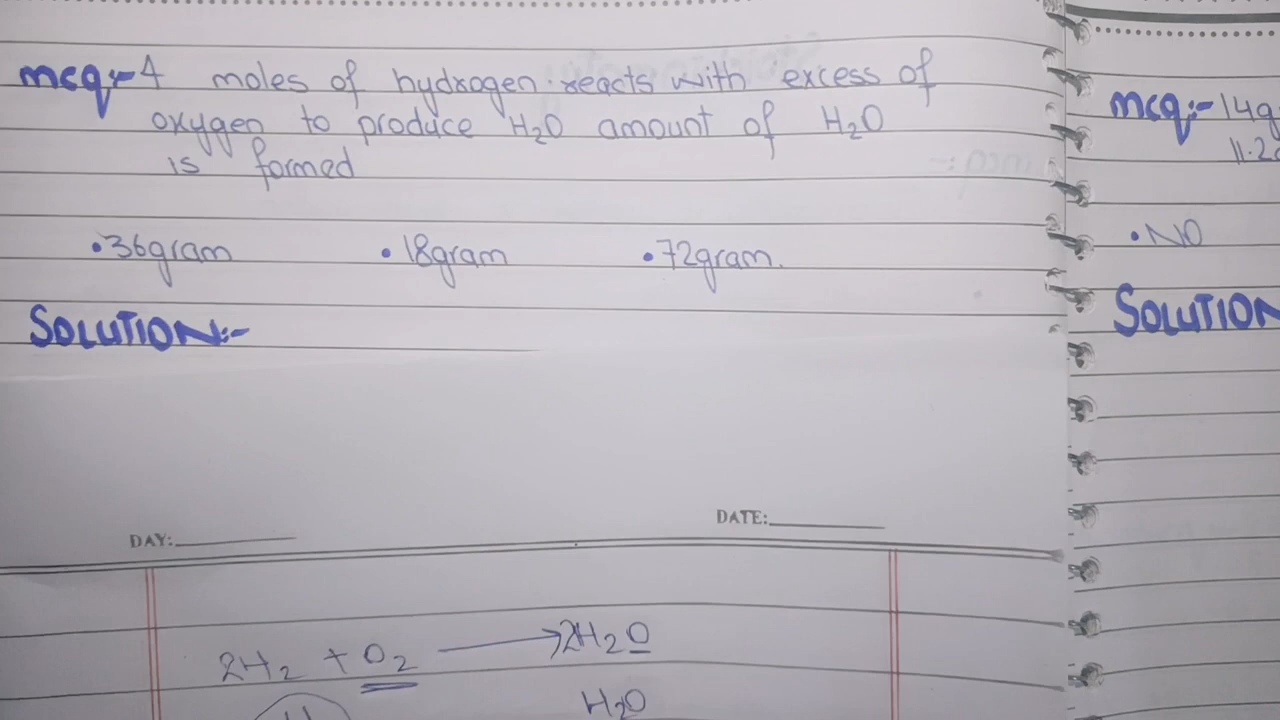 mcq:- 4 moles of hydrogen reacts with excess of
oxygen to produce H₂O amount of H₂O
is formed
•36gram •18gram •72gram.
SOLUTION:-
DAY: DATE:
2H₂ + O₂ → 2H₂O
H₂O
mcq:- 14g
11.2
•NO
SOLUTION